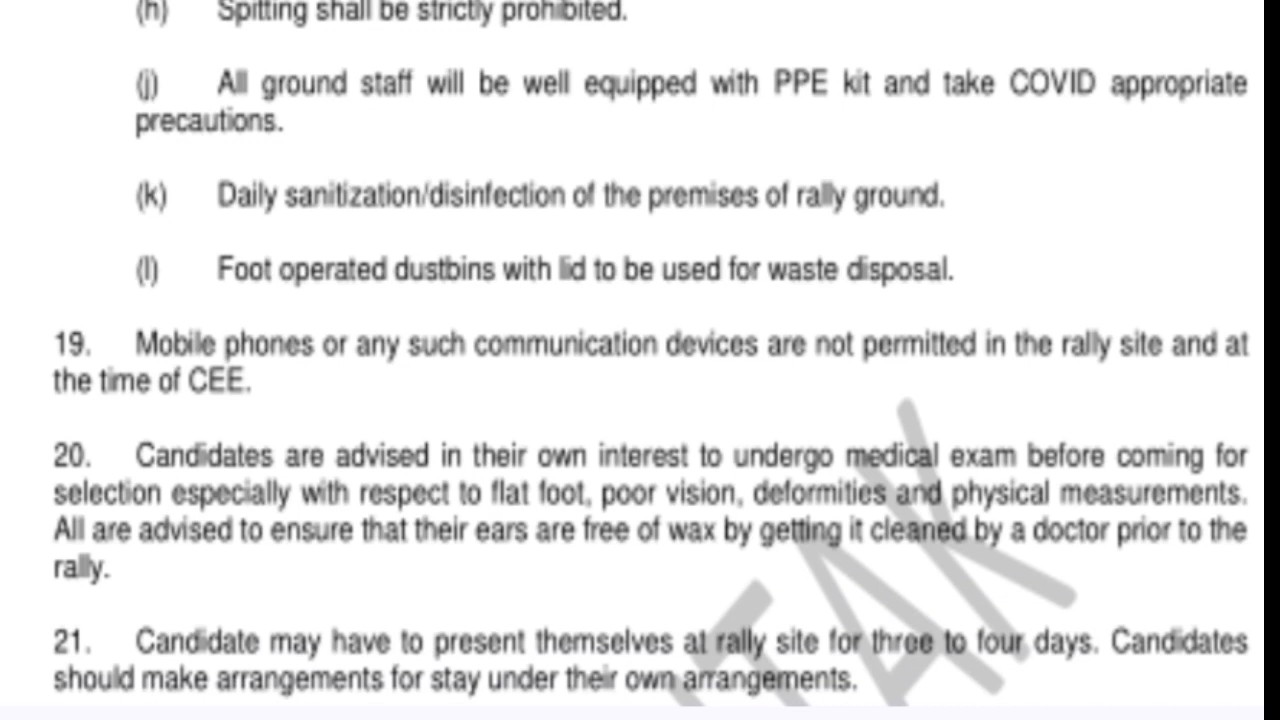 (h) Spitting shall be strictly prohibited.
(j) All ground staff will be well equipped with PPE kit and take COVID appropriate
precautions.
(k) Daily sanitization/disinfection of the premises of rally ground.
(l) Foot operated dustbins with lid to be used for waste disposal.
19. Mobile phones or any such communication devices are not permitted in the rally site and at
the time of CEE.
20. Candidates are advised in their own interest to undergo medical exam before coming for
selection especially with respect to flat foot, poor vision, deformities and physical measurements.
All are advised to ensure that their ears are free of wax by getting it cleaned by a doctor prior to the
rally.
21. Candidate may have to present themselves at rally site for three to four days. Candidates
should make arrangements for stay under their own arrangements.
TAK